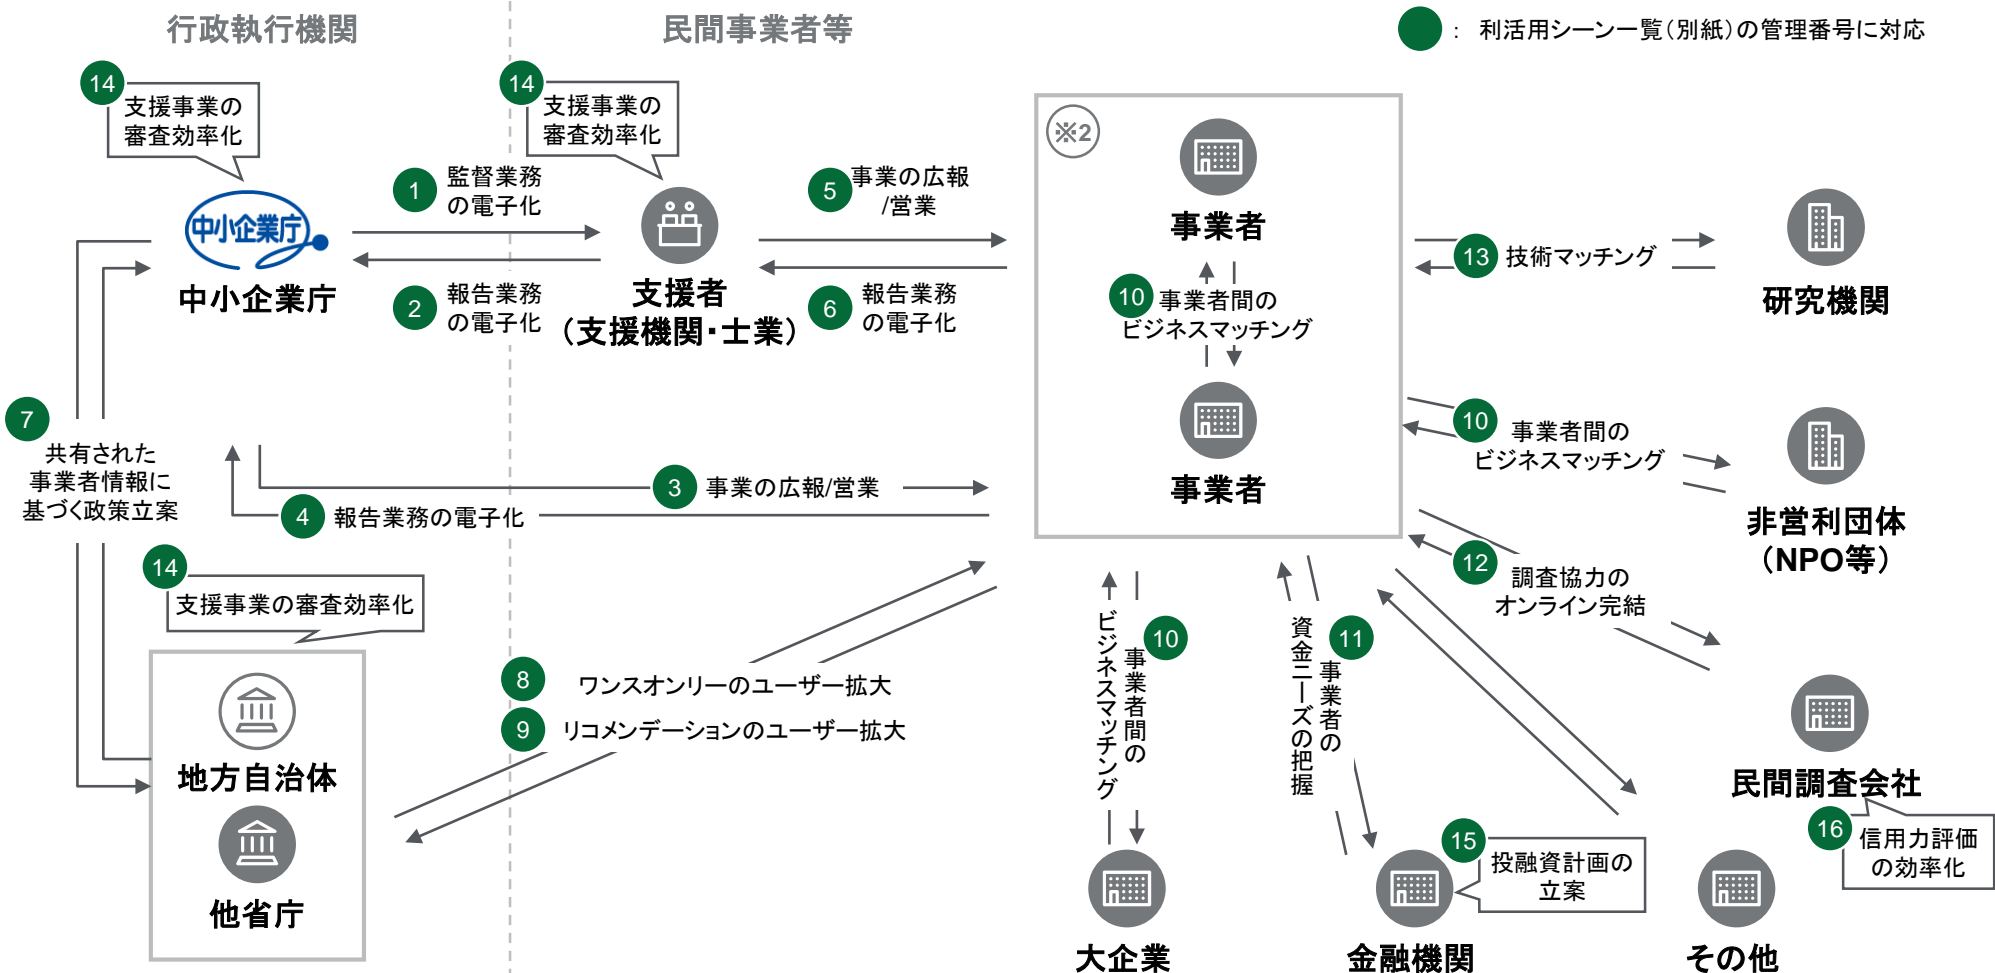 行政執行機関
民間事業者等
： 利活用シーン一覧（別紙）の管理番号に対応
14
支援事業の
審査効率化
14
支援事業の
審査効率化
中小企業庁
中小企業庁
1
監督業務
の電子化
2
報告業務
の電子化
支援者
（支援機関・士業）
5
事業の広報
/営業
6
報告業務
の電子化
※2
事業者
10
事業者間の
ビジネスマッチング
事業者
13
技術マッチング
研究機関
10
事業者間の
ビジネスマッチング
非営利団体
（NPO等）
7
共有された
事業者情報に
基づく政策立案
3
事業の広報/営業
4
報告業務の電子化
14
支援事業の審査効率化
地方自治体
他省庁
8
ワンスオンリーのユーザー拡大
9
リコメンデーションのユーザー拡大
10
事業者間の
ビジネスマッチング
11
事業者の
資金ニーズの把握
12
調査協力の
オンライン完結
民間調査会社
16
信用力評価
の効率化
15
投融資計画の
立案
大企業
金融機関
その他